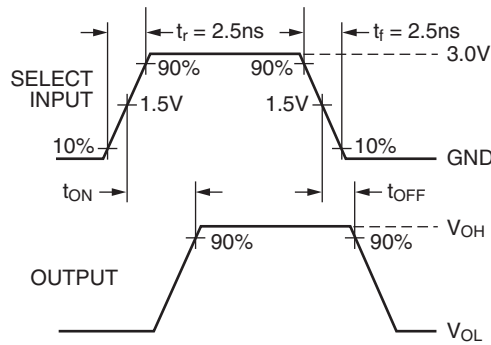 tr = 2.5ns
tf = 2.5ns
3.0V
90%
90%
SELECT
INPUT
1.5V
1.5V
10%
10%
GND
tON
tOFF
VOH
90%
90%
OUTPUT
VOL